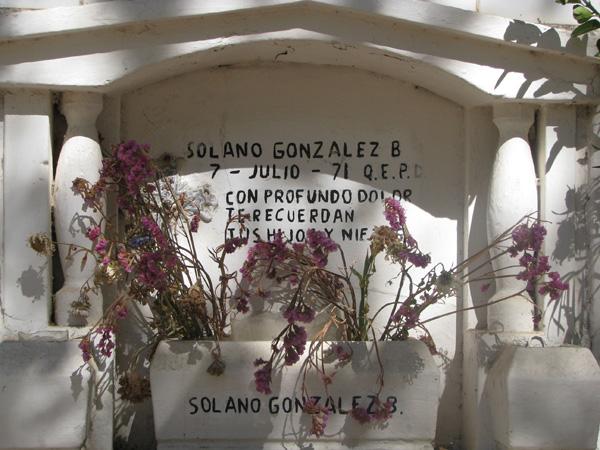 SOLANO GONZALEZ B
7 - JULIO - 71 Q.E.P.D
CON PROFUNDO DOLOR
TE RECUERDAN
TUS HIJOS Y
SOLANO GONZALEZ B.